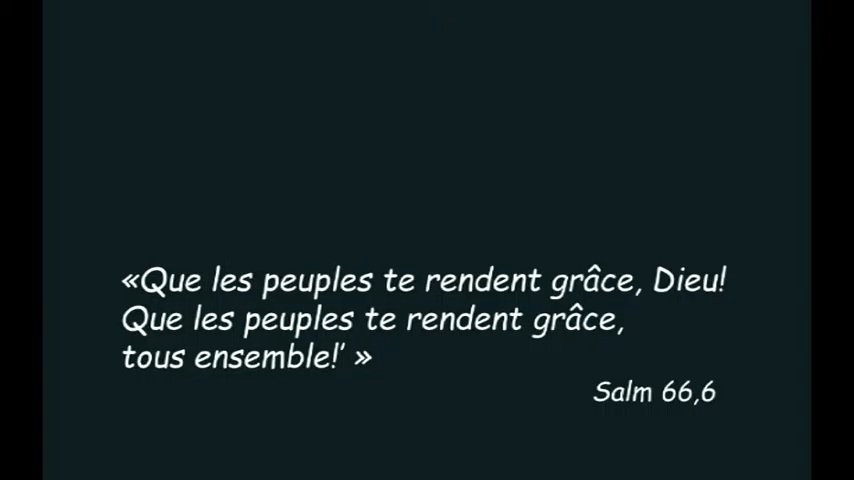 «Que les peuples te rendent grâce, Dieu!
Que les peuples te rendent grâce,
tous ensemble!’ »
Salm 66,6